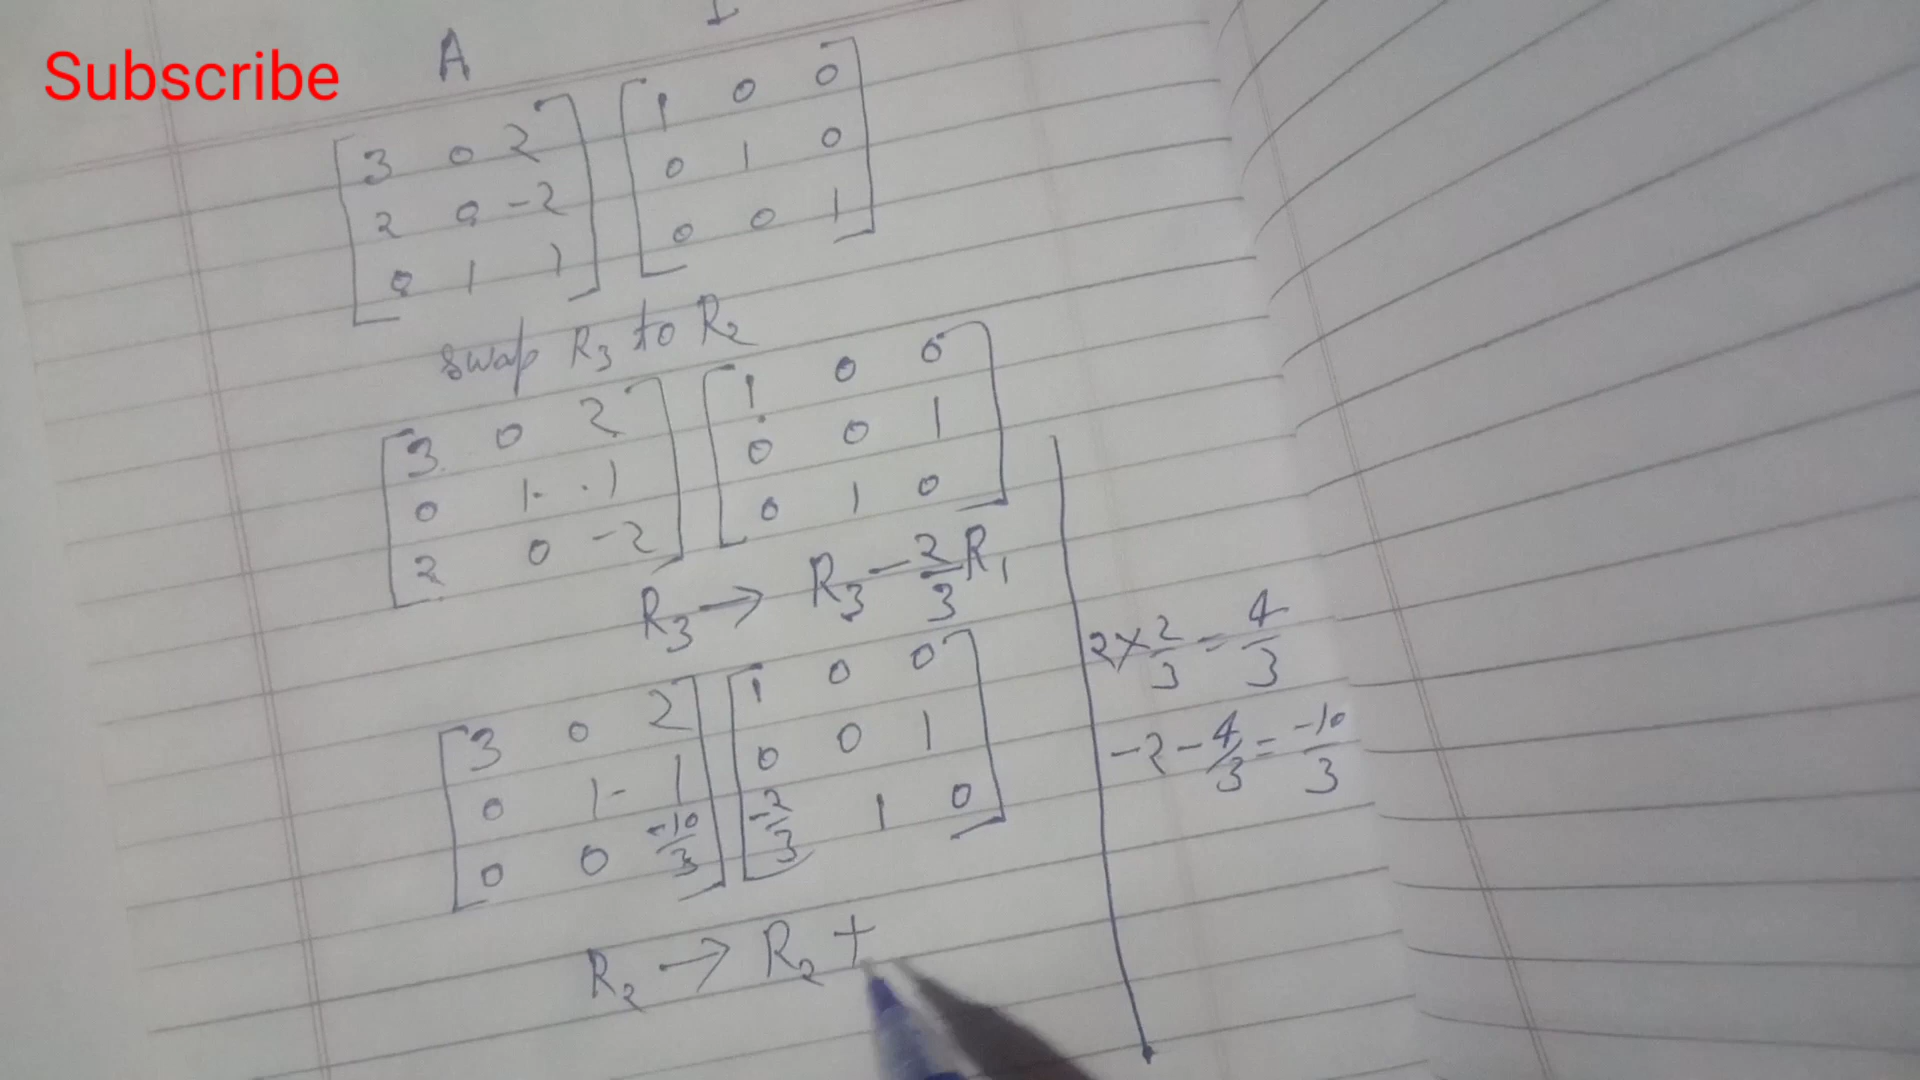 Subscribe
A I
3 0 2 1 0 0
2 0 -2 0 1 0
0 1 1 0 0 1
swap R3 to R2
3 0 2 1 0 0
0 1 1 0 0 1
2 0 -2 0 1 0
R3 → R3 - 2/3 R1
3 0 2 1 0 0
0 1 1 0 0 1
0 0 -10/3 -2/3 1 0
R2 → R2 +
2 × 2/3 = 4/3
-2 - 4/3 = -10/3